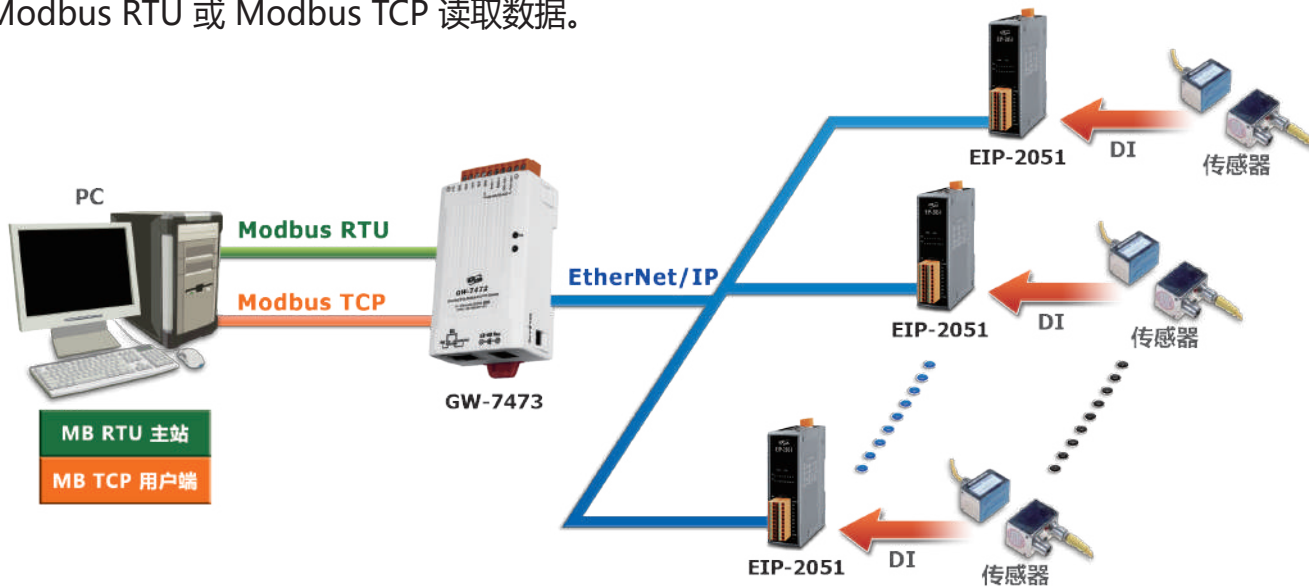 Modbus RTU 或 Modbus TCP 读取数据。
EIP-2051
DI
传感器
PC
Modbus RTU
Modbus TCP
GW-7472
EtherNet/IP
GW-7473
EIP-2051
DI
传感器
MB RTU 主站
MB TCP 用户端
EIP-2051
DI
传感器